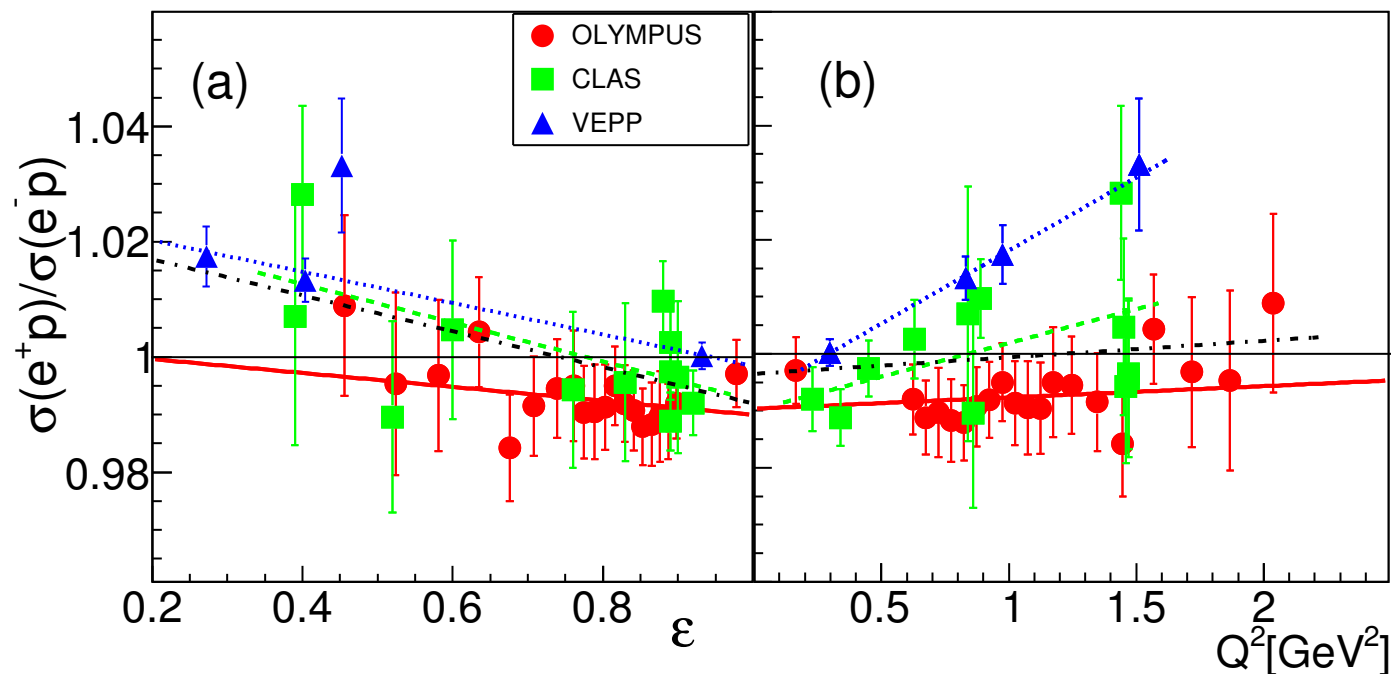 (a)
OLYMPUS
CLAS
VEPP
(b)
σ(e⁺p)/σ(e⁻p)
1.04
1.02
1
0.98
0.2 0.4 0.6 0.8
ε
0.5 1 1.5 2
Q²[GeV²]